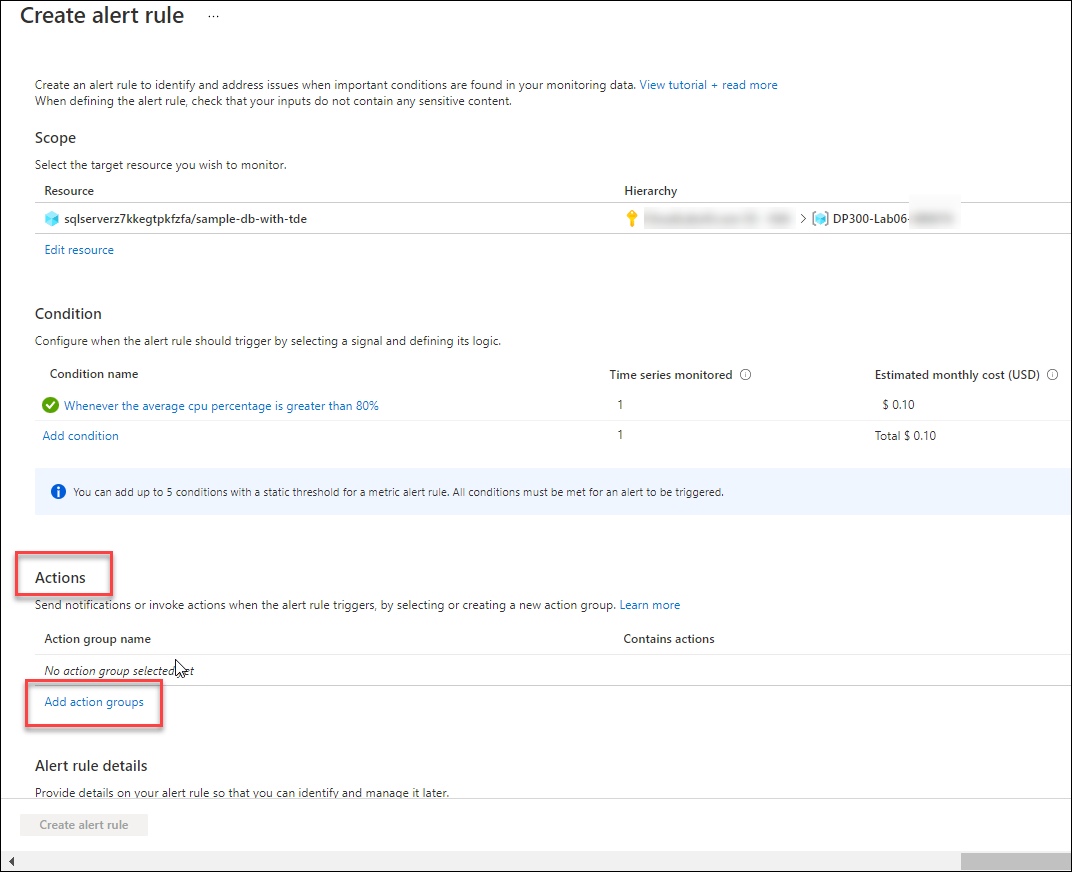 Create alert rule ...
Create an alert rule to identify and address issues when important conditions are found in your monitoring data. View tutorial + read more
When defining the alert rule, check that your inputs do not contain any sensitive content.
Scope
Select the target resource you wish to monitor.
Resource Hierarchy
sqlserverz7kkegtpkfzfa/sample-db-with-tde > DP300-Lab06-
Edit resource
Condition
Configure when the alert rule should trigger by selecting a signal and defining its logic.
Condition name Time series monitored Estimated monthly cost (USD)
Whenever the average cpu percentage is greater than 80% 1 $ 0.10
Add condition 1 Total $ 0.10
You can add up to 5 conditions with a static threshold for a metric alert rule. All conditions must be met for an alert to be triggered.
Actions
Send notifications or invoke actions when the alert rule triggers, by selecting or creating a new action group. Learn more
Action group name Contains actions
No action group selected yet
Add action groups
Alert rule details
Provide details on your alert rule so that you can identify and manage it later.
Create alert rule